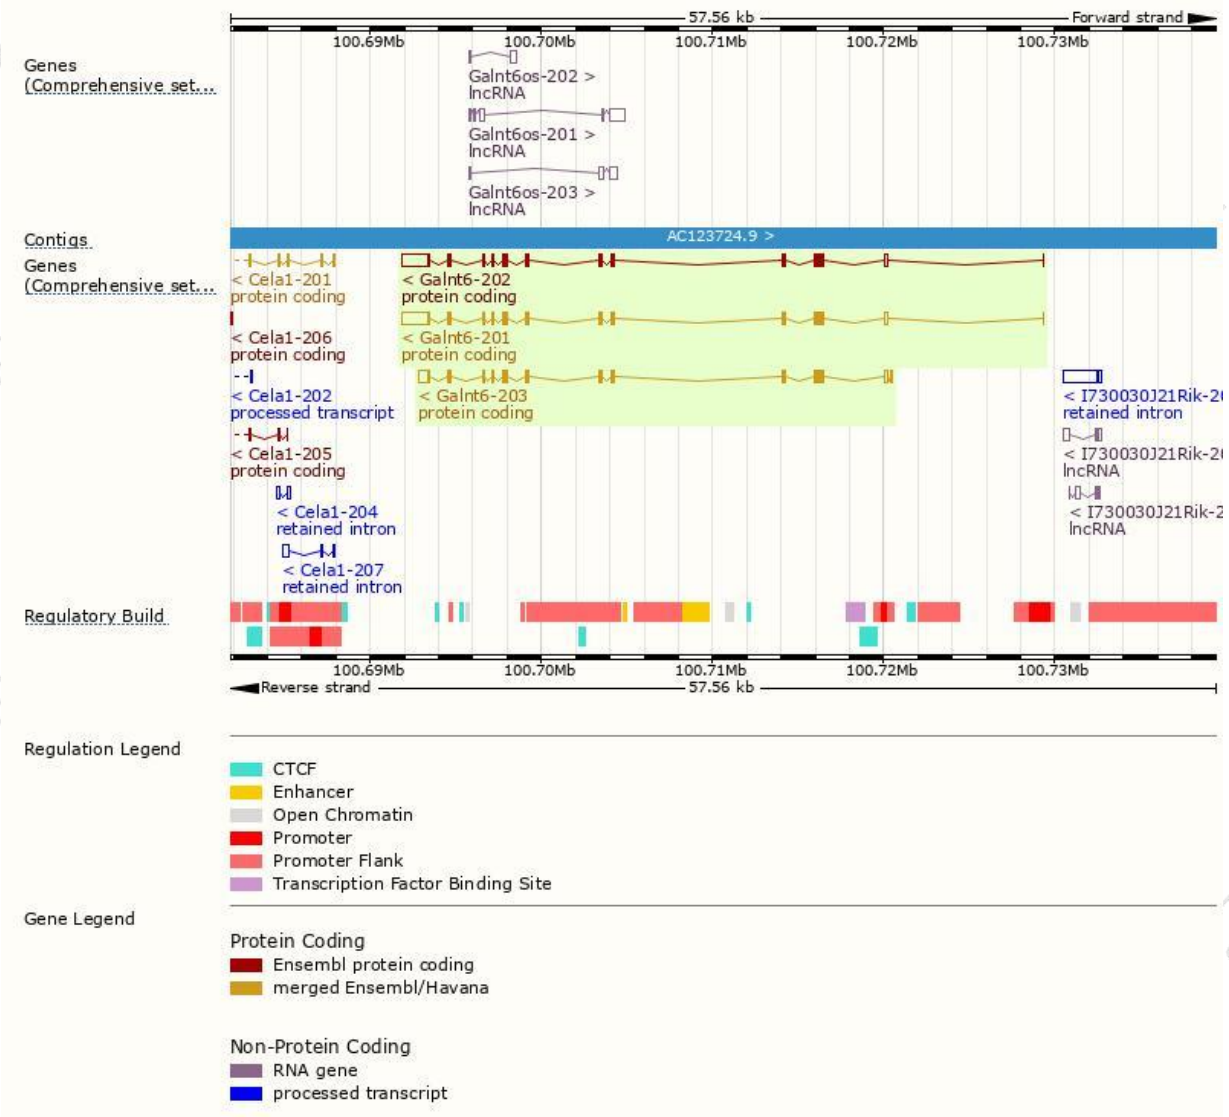 57.56 kb Forward strand
100.69Mb 100.70Mb 100.71Mb 100.72Mb 100.73Mb
Genes
(Comprehensive set...
Galnt6os-202 >
lncRNA
Galnt6os-201 >
lncRNA
Galnt6os-203 >
lncRNA
Contigs
AC123724.9 >
Genes
(Comprehensive set...
< Cela1-201 < Galnt6-202
protein coding protein coding
< Cela1-206 < Galnt6-201
protein coding protein coding
< Cela1-202 < Galnt6-203 < I730030J21Rik-20
processed transcript protein coding retained intron
< Cela1-205 < I730030J21Rik-20
protein coding lncRNA
< Cela1-204 < I730030J21Rik-2
retained intron lncRNA
< Cela1-207
retained intron
Regulatory Build
100.69Mb 100.70Mb 100.71Mb 100.72Mb 100.73Mb
Reverse strand 57.56 kb
Regulation Legend
CTCF
Enhancer
Open Chromatin
Promoter
Promoter Flank
Transcription Factor Binding Site
Gene Legend
Protein Coding
Ensembl protein coding
merged Ensembl/Havana
Non-Protein Coding
RNA gene
processed transcript